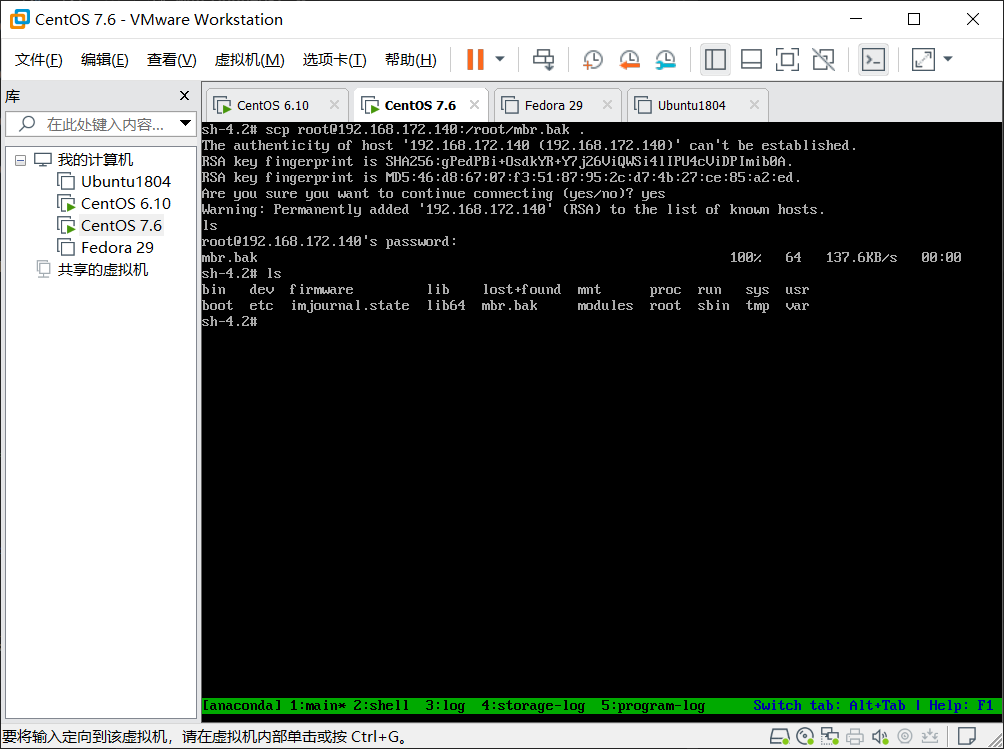 CentOS 7.6 - VMware Workstation
文件(F) 编辑(E) 查看(V) 虚拟机(M) 选项卡(T) 帮助(H)
库
在此处键入内容...
我的计算机
Ubuntu1804
CentOS 6.10
CentOS 7.6
Fedora 29
共享的虚拟机
CentOS 6.10 CentOS 7.6 Fedora 29 Ubuntu1804
sh-4.2# scp root@192.168.172.140:/root/mbr.bak .
The authenticity of host '192.168.172.140 (192.168.172.140)' can't be established.
RSA key fingerprint is SHA256:gPedPBi+OsdkYR+Y7j26ViQWSi4lIPU4cViDPImib0A.
RSA key fingerprint is MD5:46:d8:67:07:f3:51:87:95:2c:d7:4b:27:ce:85:a2:ed.
Are you sure you want to continue connecting (yes/no)? yes
Warning: Permanently added '192.168.172.140' (RSA) to the list of known hosts.
ls
root@192.168.172.140's password:
mbr.bak 100% 64 137.6KB/s 00:00
sh-4.2# ls
bin dev firmware lib lost+found mnt proc run sys usr
boot etc imjournal.state lib64 mbr.bak modules root sbin tmp var
sh-4.2#
[anaconda] 1:main* 2:shell 3:log 4:storage-log 5:program-log Switch tab: Alt+Tab | Help: F1
要将输入定向到该虚拟机，请在虚拟机内部单击或按 Ctrl+G。